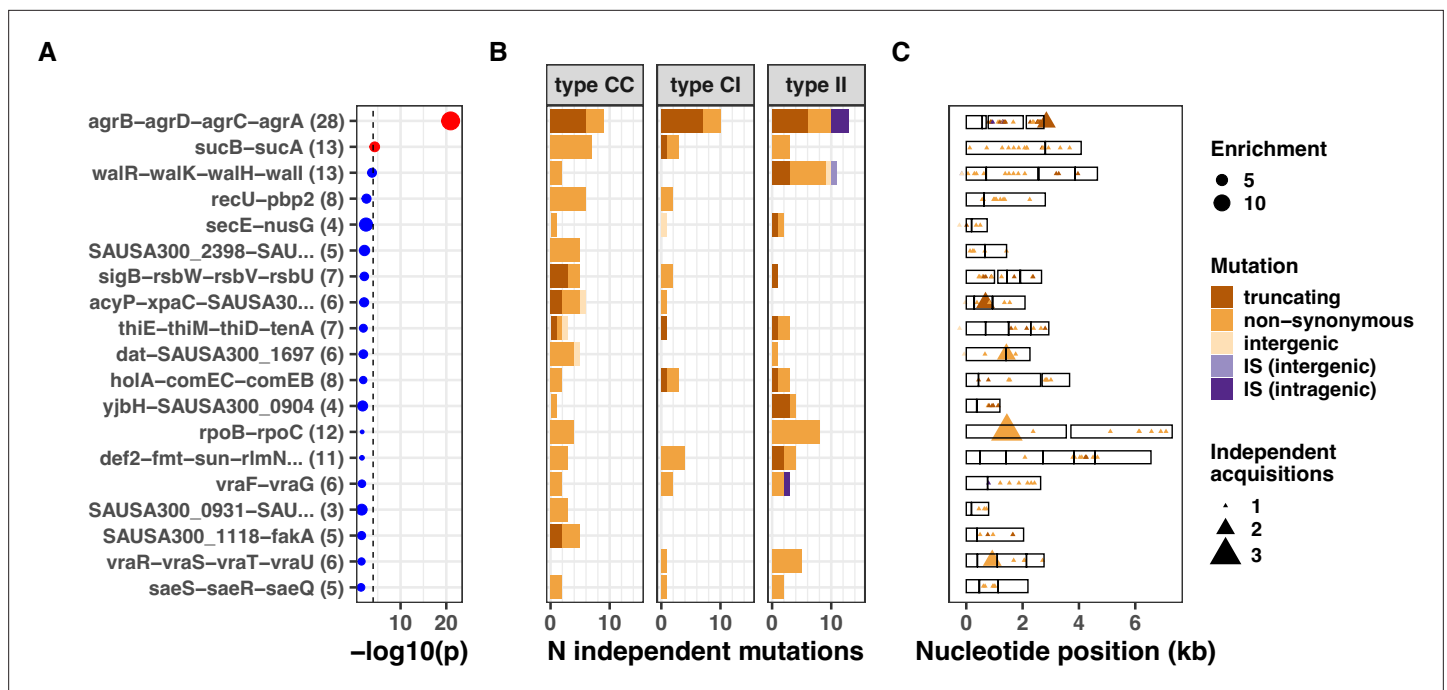 A
B
C
type CC
type CI
type II
agrB−agrD−agrC−agrA (28)
sucB−sucA (13)
walR−walK−walH−walI (13)
recU−pbp2 (8)
secE−nusG (4)
SAUSA300_2398−SAU... (5)
sigB−rsbW−rsbV−rsbU (7)
acyP−xpaC−SAUSA30... (6)
thiE−thiM−thiD−tenA (7)
dat−SAUSA300_1697 (6)
holA−comEC−comEB (8)
yjbH−SAUSA300_0904 (4)
rpoB−rpoC (12)
def2−fmt−sun−rlmN... (11)
vraF−vraG (6)
SAUSA300_0931−SAU... (3)
SAUSA300_1118−fakA (5)
vraR−vraS−vraT−vraU (6)
saeS−saeR−saeQ (5)
10 20
−log10(p)
0 10
0 10
0 10
N independent mutations
0 2 4 6
Nucleotide position (kb)
Enrichment
5
10
Mutation
truncating
non−synonymous
intergenic
IS (intergenic)
IS (intragenic)
Independent
acquisitions
1
2
3